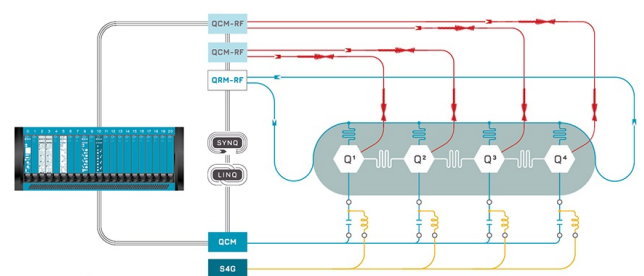 QCM-RF
QCM-RF
QRM-RF
SYNQ
LINQ
Q1
Q2
Q3
Q4
QCM
S4G